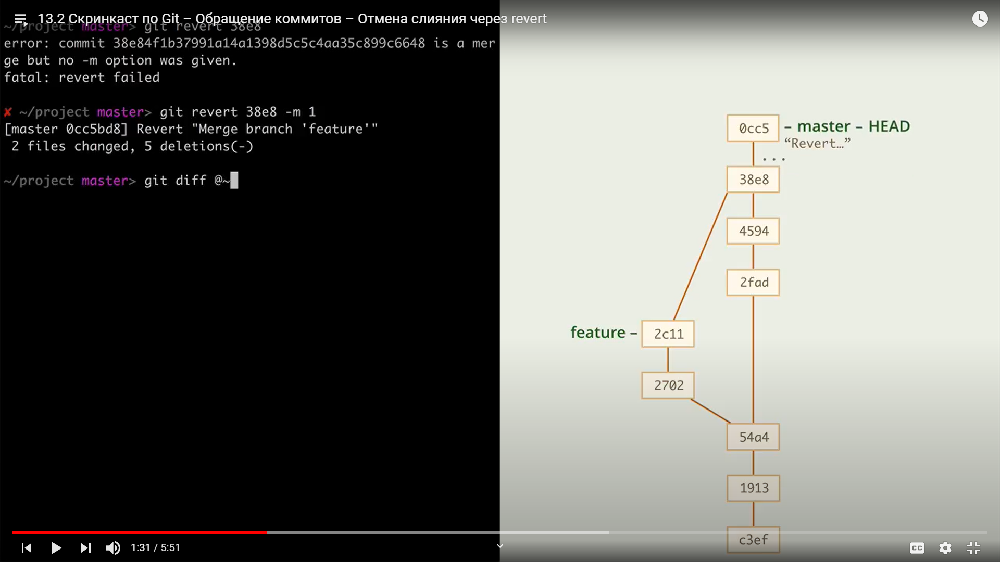 13.2 Скринкаст по Git – Обращение коммитов – Отмена слияния через revert
~/project master> git revert 38e8
error: commit 38e84f1b37991a14a1398d5c5c4aa35c899c6648 is a mer
ge but no -m option was given.
fatal: revert failed
✘ ~/project master> git revert 38e8 -m 1
[master 0cc5bd8] Revert "Merge branch 'feature'"
2 files changed, 5 deletions(-)
~/project master> git diff @~
0cc5 – master – HEAD
“Revert…”
...
38e8
4594
2fad
feature – 2c11
2702
54a4
1913
c3ef
1:31 / 5:51
CC